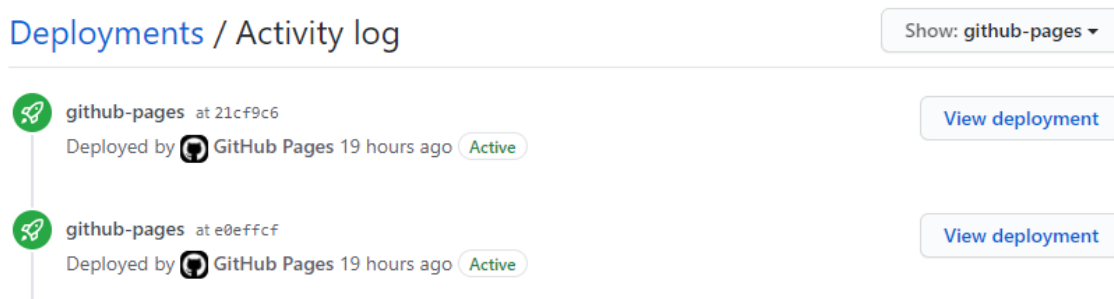 Deployments / Activity log
Show: github-pages
github-pages at 21cf9c6
View deployment
Deployed by GitHub Pages 19 hours ago Active
github-pages at e0effcf
View deployment
Deployed by GitHub Pages 19 hours ago Active